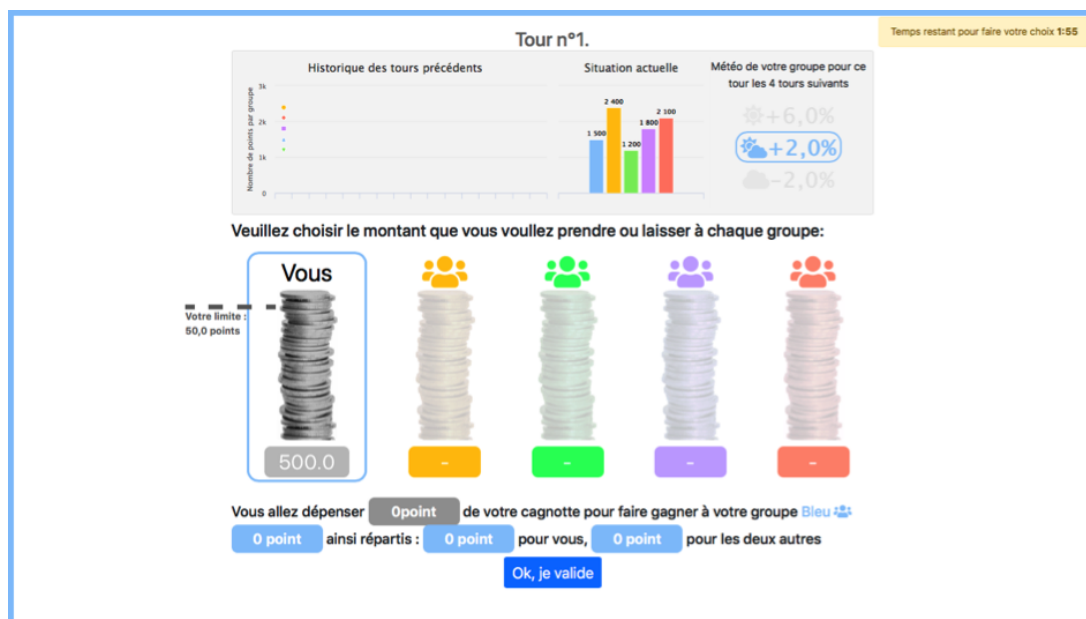 Temps restant pour faire votre choix 1:55
Tour n°1.
Historique des tours précédents
Situation actuelle
Météo de votre groupe pour ce
tour les 4 tours suivants
Nombre de points par groupe
3k
2k
1k
0
1 500
2 400
1 200
1 800
2 100
+6,0%
+2,0%
-2,0%
Veuillez choisir le montant que vous voullez prendre ou laisser à chaque groupe:
Vous
Votre limite :
50,0 points
500.0
-
-
-
-
Vous allez dépenser 0point de votre cagnotte pour faire gagner à votre groupe Bleu
0 point ainsi répartis : 0 point pour vous, 0 point pour les deux autres
Ok, je valide